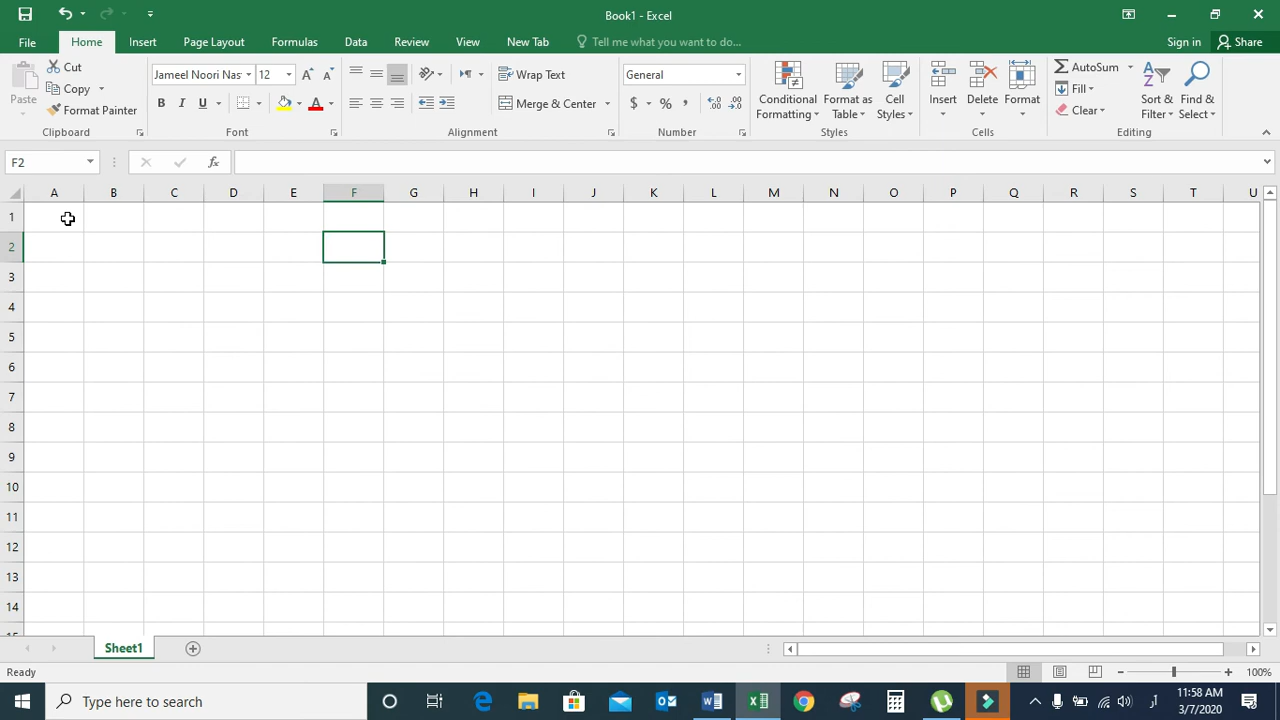 Book1 - Excel
File Home Insert Page Layout Formulas Data Review View New Tab Tell me what you want to do... Sign in Share
Paste
Cut
Copy
Format Painter
Clipboard
Jameel Noori Nas 12
B I U A
Font
Wrap Text
Merge & Center
Alignment
General
$ % ,
Number
Conditional Formatting
Format as Table
Cell Styles
Styles
Insert Delete Format
Cells
AutoSum
Fill
Clear
Sort & Filter
Find & Select
Editing
F2 fx
A B C D E F G H I J K L M N O P Q R S T U
1
2
3
4
5
6
7
8
9
10
11
12
13
14
Sheet1
Ready 100%
Type here to search
11:58 AM
3/7/2020